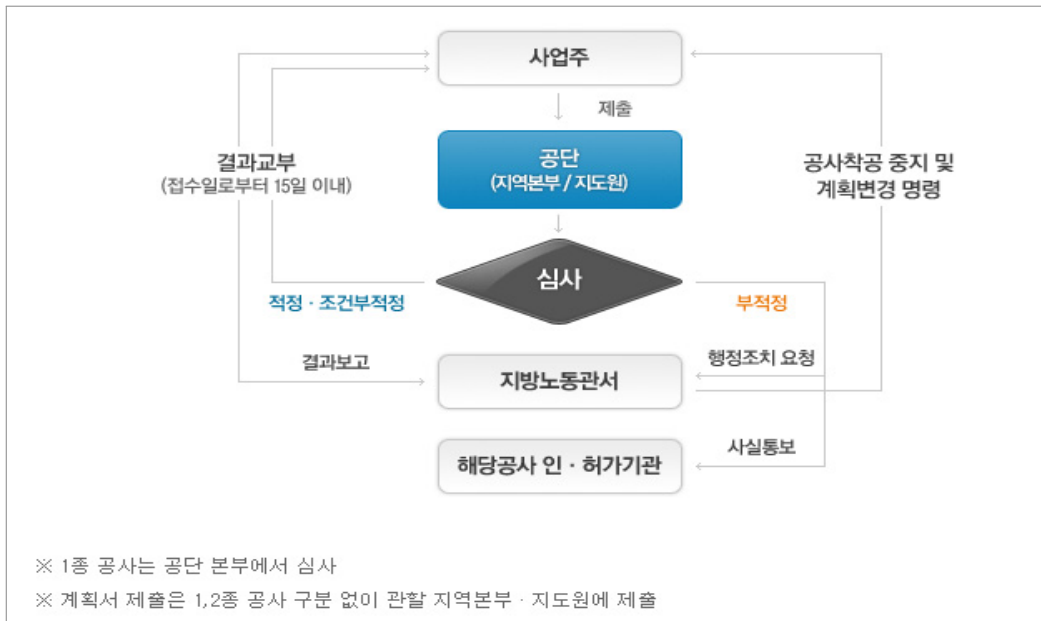 사업주
제출
공단
(지역본부 / 지도원)
결과교부
(접수일로부터 15일 이내)
공사착공 중지 및
계획변경 명령
심사
적정 · 조건부적정
부적정
결과보고
지방노동관서
행정조치 요청
해당공사 인 · 허가기관
사실통보
※ 1종 공사는 공단 본부에서 심사
※ 계획서 제출은 1,2종 공사 구분 없이 관할 지역본부 · 지도원에 제출